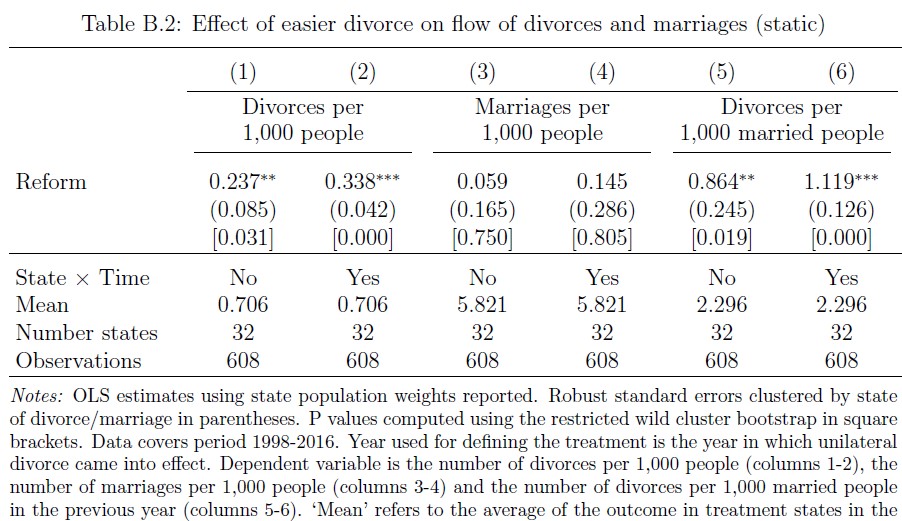 Table B.2: Effect of easier divorce on flow of divorces and marriages (static)
(1) (2) (3) (4) (5) (6)
Divorces per Marriages per Divorces per
1,000 people 1,000 people 1,000 married people
Reform 0.237** 0.338*** 0.059 0.145 0.864** 1.119***
(0.085) (0.042) (0.165) (0.286) (0.245) (0.126)
[0.031] [0.000] [0.750] [0.805] [0.019] [0.000]
State × Time No Yes No Yes No Yes
Mean 0.706 0.706 5.821 5.821 2.296 2.296
Number states 32 32 32 32 32 32
Observations 608 608 608 608 608 608
Notes: OLS estimates using state population weights reported. Robust standard errors clustered by state
of divorce/marriage in parentheses. P values computed using the restricted wild cluster bootstrap in square
brackets. Data covers period 1998-2016. Year used for defining the treatment is the year in which unilateral
divorce came into effect. Dependent variable is the number of divorces per 1,000 people (columns 1-2), the
number of marriages per 1,000 people (columns 3-4) and the number of divorces per 1,000 married people
in the previous year (columns 5-6). ‘Mean’ refers to the average of the outcome in treatment states in the